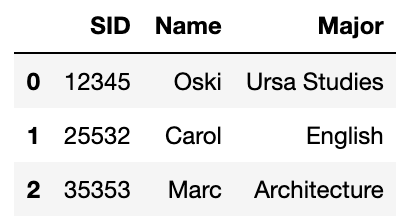 SID Name Major
0 12345 Oski Ursa Studies
1 25532 Carol English
2 35353 Marc Architecture